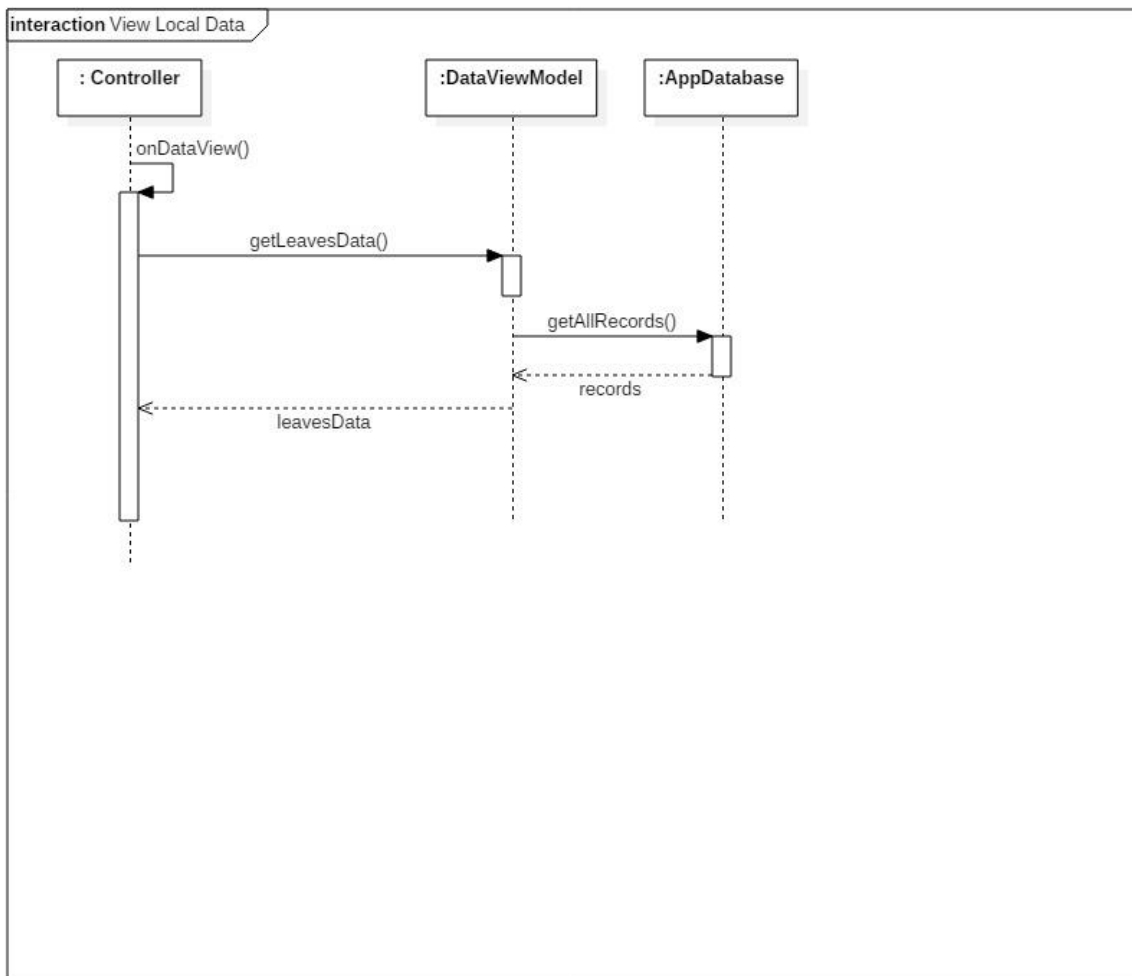 interaction View Local Data
: Controller
:DataViewModel
:AppDatabase
onDataView()
getLeavesData()
getAllRecords()
records
leavesData